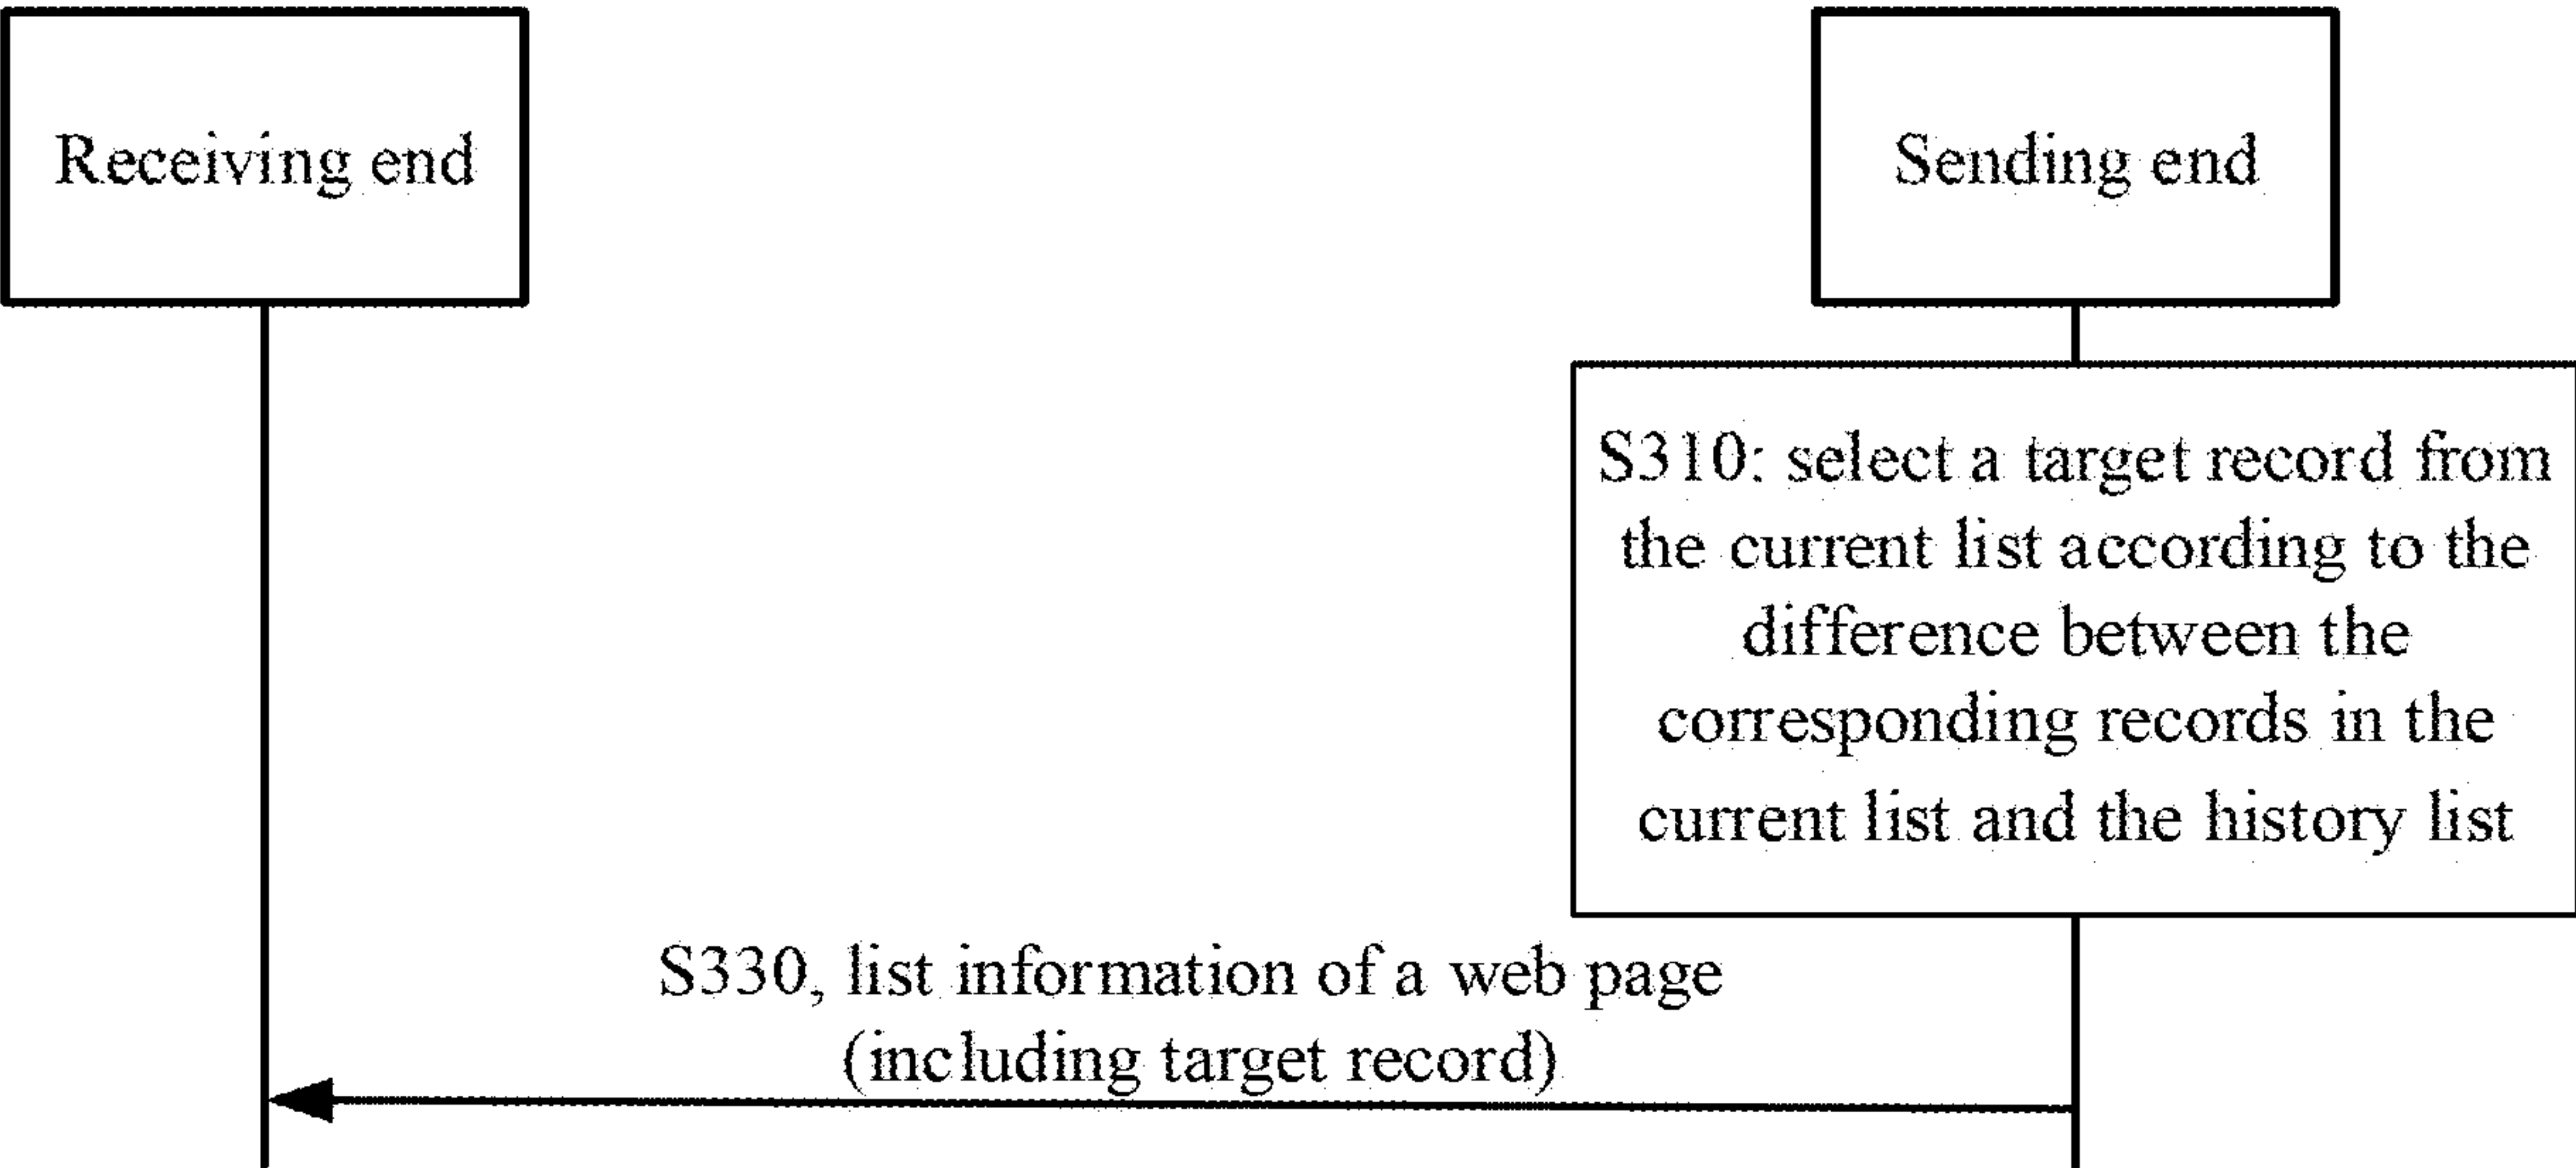 Receiving end
Sending end
S310: select a target record from
the current list according to the
difference between the
corresponding records in the
current list and the history list
S330, list information of a web page
(including target record)